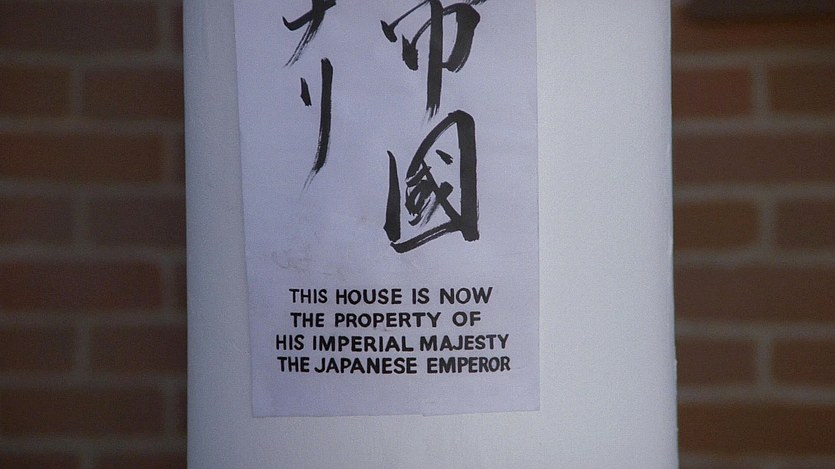 帝國
ナリ
THIS HOUSE IS NOW
THE PROPERTY OF
HIS IMPERIAL MAJESTY
THE JAPANESE EMPEROR